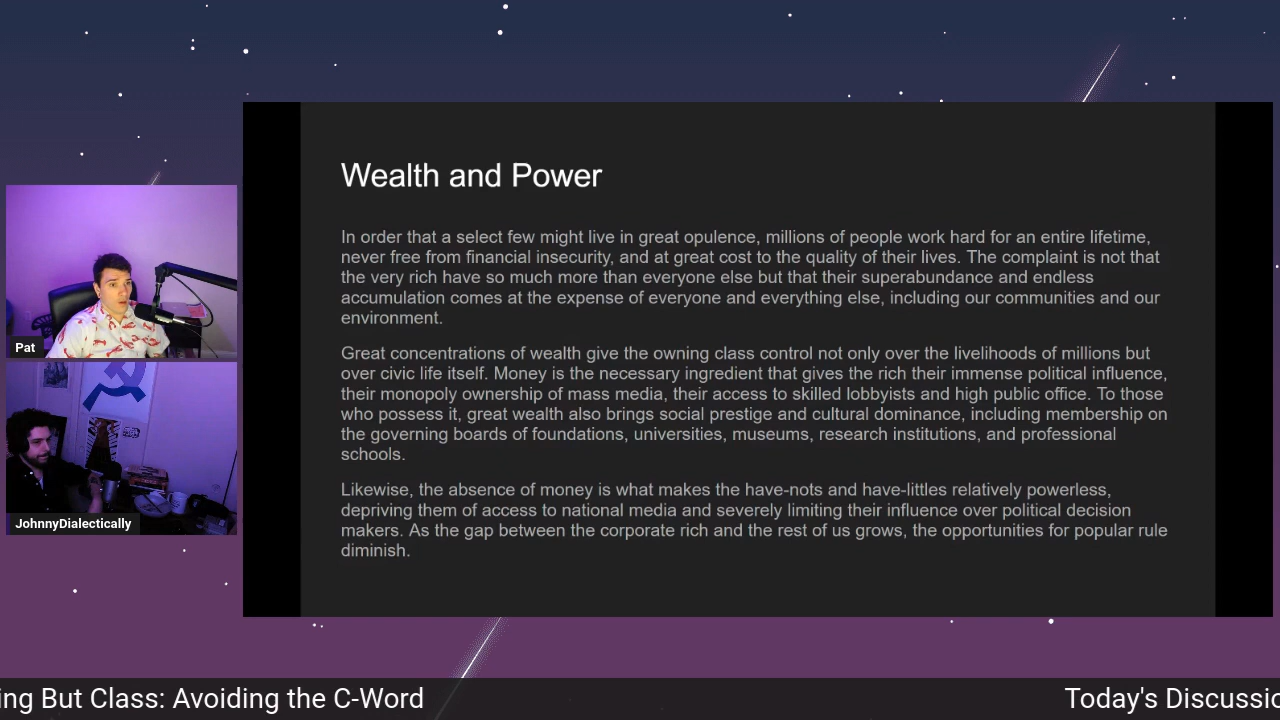 Wealth and Power
In order that a select few might live in great opulence, millions of people work hard for an entire lifetime,
never free from financial insecurity, and at great cost to the quality of their lives. The complaint is not that
the very rich have so much more than everyone else but that their superabundance and endless
accumulation comes at the expense of everyone and everything else, including our communities and our
environment.
Great concentrations of wealth give the owning class control not only over the livelihoods of millions but
over civic life itself. Money is the necessary ingredient that gives the rich their immense political influence,
their monopoly ownership of mass media, their access to skilled lobbyists and high public office. To those
who possess it, great wealth also brings social prestige and cultural dominance, including membership on
the governing boards of foundations, universities, museums, research institutions, and professional
schools.
Likewise, the absence of money is what makes the have-nots and have-littles relatively powerless,
depriving them of access to national media and severely limiting their influence over political decision
makers. As the gap between the corporate rich and the rest of us grows, the opportunities for popular rule
diminish.
Pat
JohnnyDialectically
ing But Class: Avoiding the C-Word
Today's Discussio